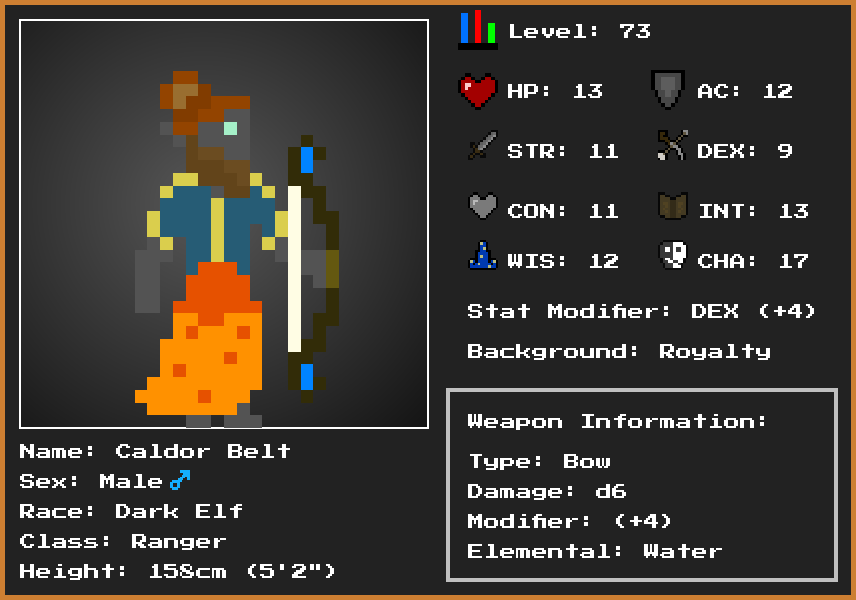 Level: 73
HP: 13
AC: 12
STR: 11
DEX: 9
CON: 11
INT: 13
WIS: 12
CHA: 17
Stat Modifier: DEX (+4)
Background: Royalty
Weapon Information:
Type: Bow
Damage: d6
Modifier: (+4)
Elemental: Water
Name: Caldor Belt
Sex: Male♂
Race: Dark Elf
Class: Ranger
Height: 158cm (5'2")